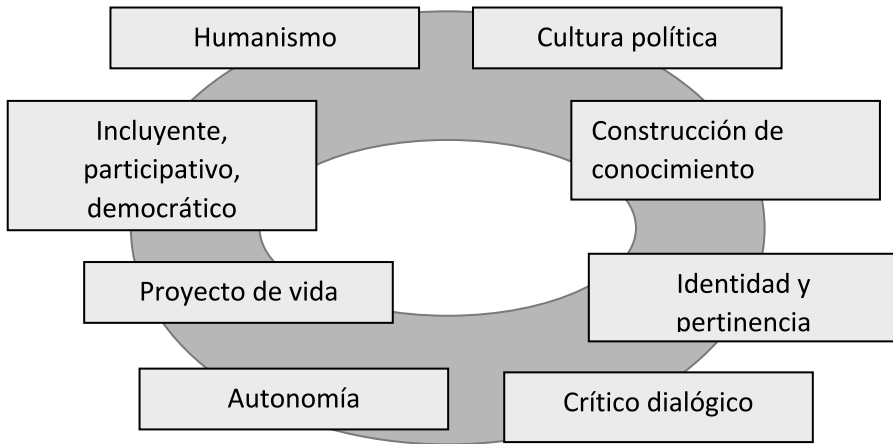 Humanismo
Cultura política
Incluyente,
participativo,
democrático
Construcción de
conocimiento
Proyecto de vida
Identidad y
pertinencia
Autonomía
Crítico dialógico